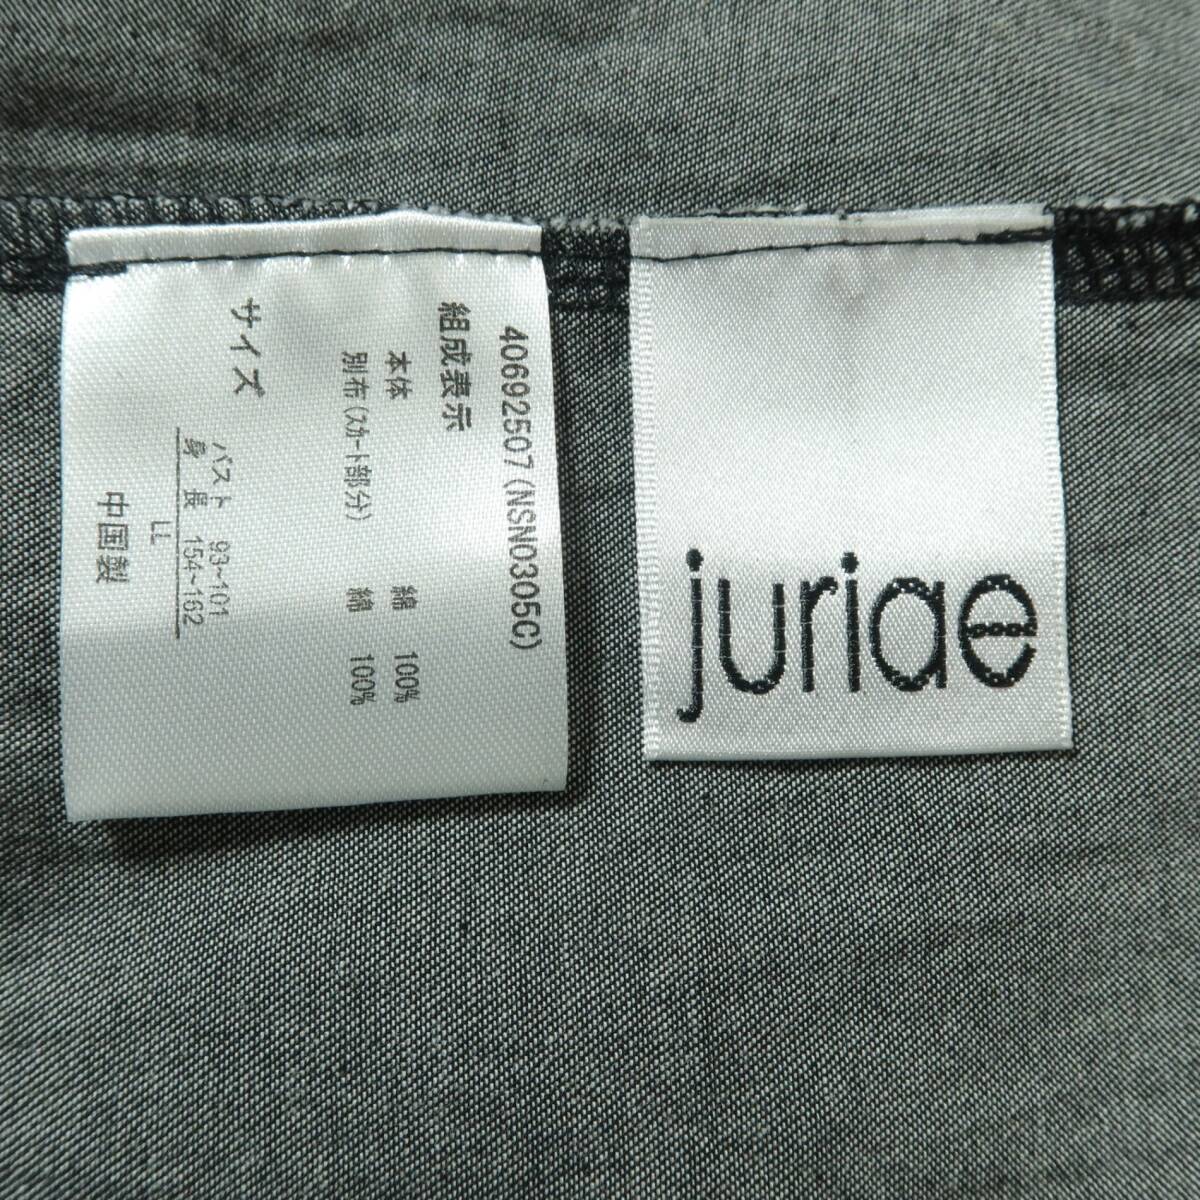 40692507(NSN0305C)
組成表示
本体 綿 100%
別布(スカート部分) 綿 100%
サイズ
バスト 93~101
身 長 154~162
LL
中国製
juriae